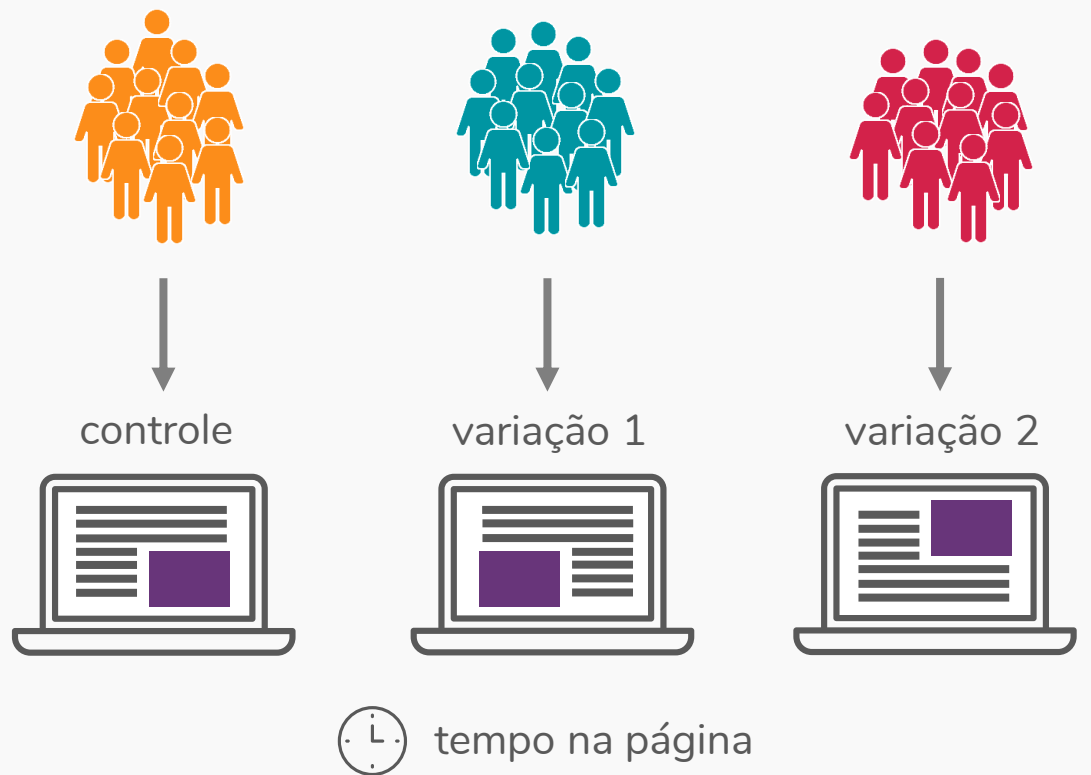 controle
variação 1
variação 2
tempo na página